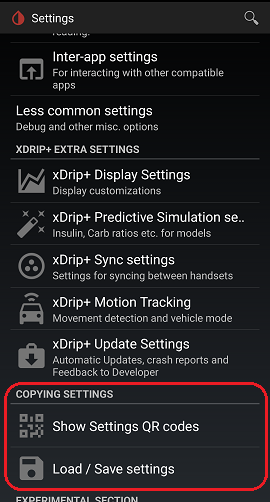 Settings
reading.
Inter-app settings
For interacting with other compatible
apps
Less common settings
Debug and other misc. options
XDRIP+ EXTRA SETTINGS
xDrip+ Display Settings
Display customizations
xDrip+ Predictive Simulation se..
Insulin, Carb ratios etc. for models
xDrip+ Sync settings
Settings for syncing between handsets
xDrip+ Motion Tracking
Movement detection and vehicle mode
xDrip+ Update Settings
Automatic Updates, crash reports and
Feedback to Developer
COPYING SETTINGS
Show Settings QR codes
Load / Save settings
EXPERIMENTAL SECTION